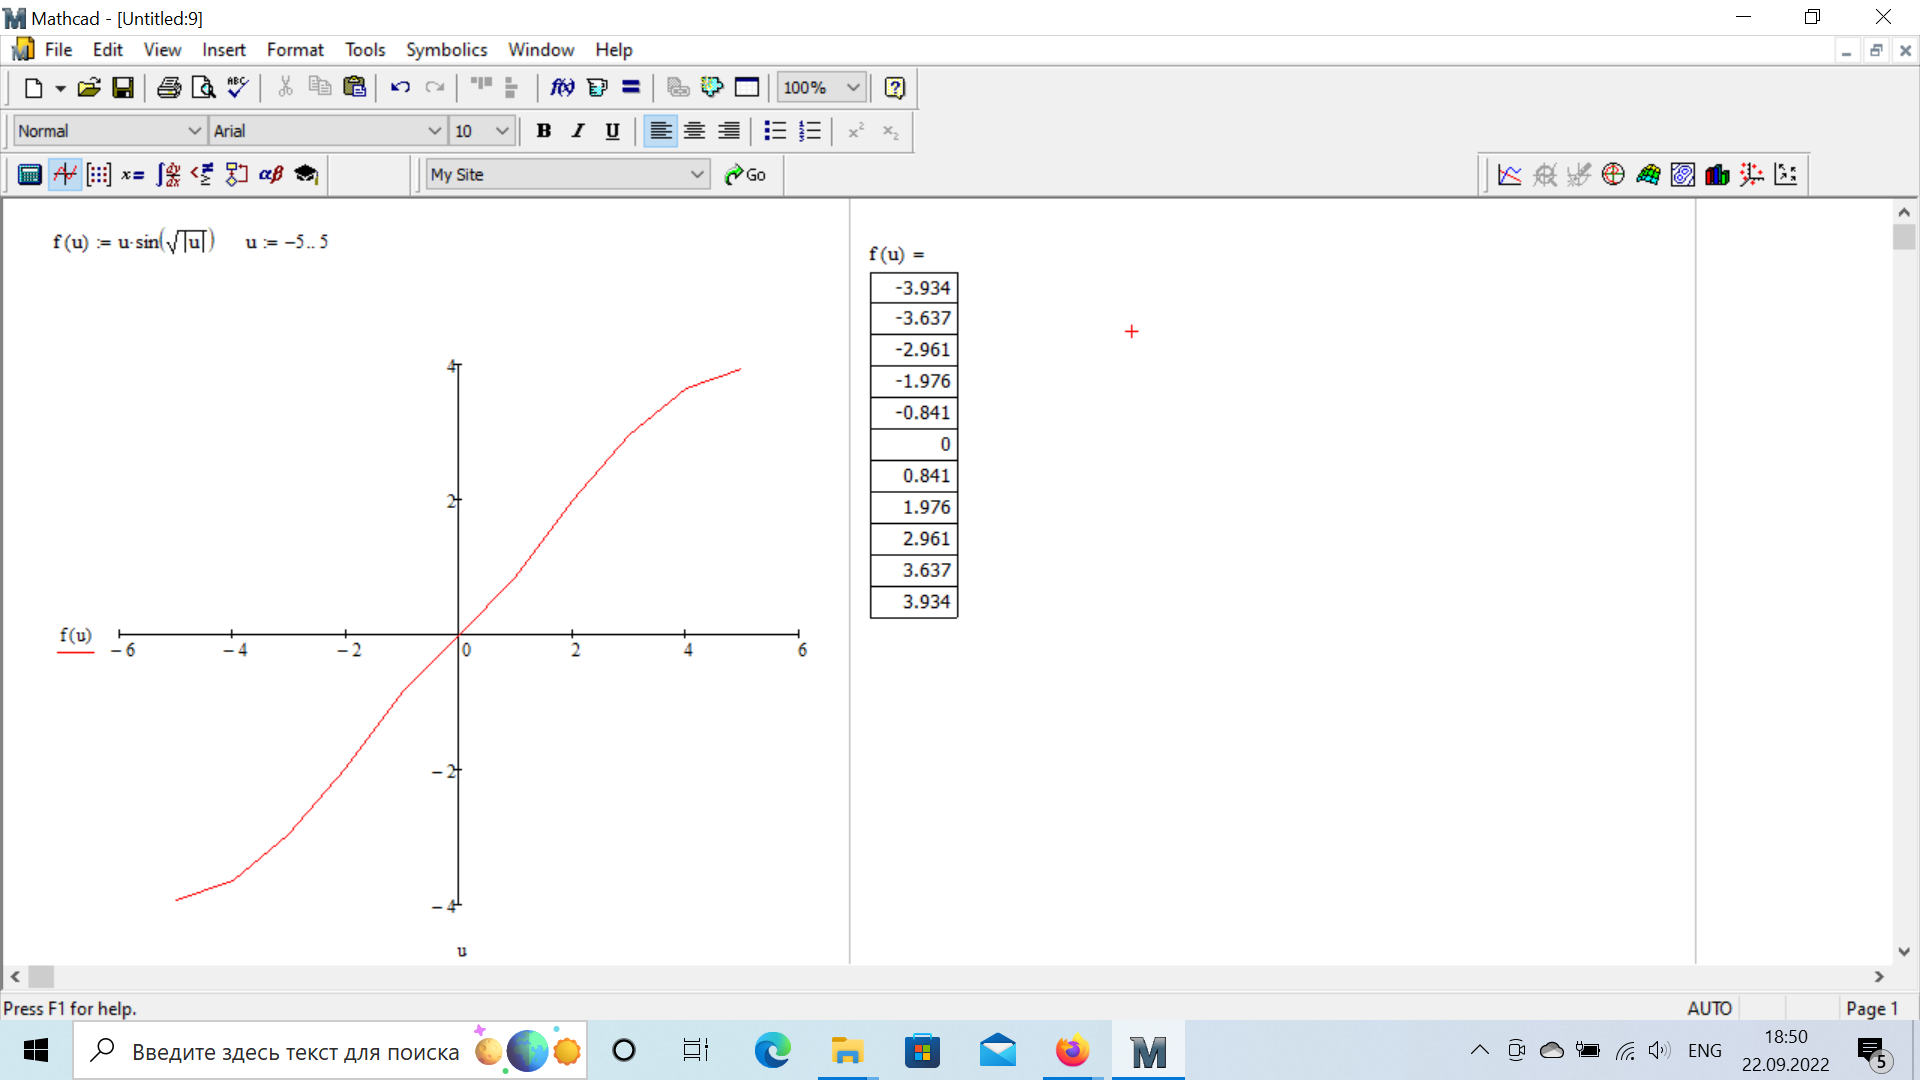 Mathcad - [Untitled:9]
File Edit View Insert Format Tools Symbolics Window Help
100%
Normal Arial 10 B I U
x= αβ My Site Go
f(u) := u·sin(√|u|) u := −5.. 5
f(u) =
-3.934
-3.637
-2.961
-1.976
-0.841
0
0.841
1.976
2.961
3.637
3.934
4
2
f(u)
−6 −4 −2 0 2 4 6
−2
−4
u
Press F1 for help. AUTO Page 1
Введите здесь текст для поиска
ENG
18:50
22.09.2022
5